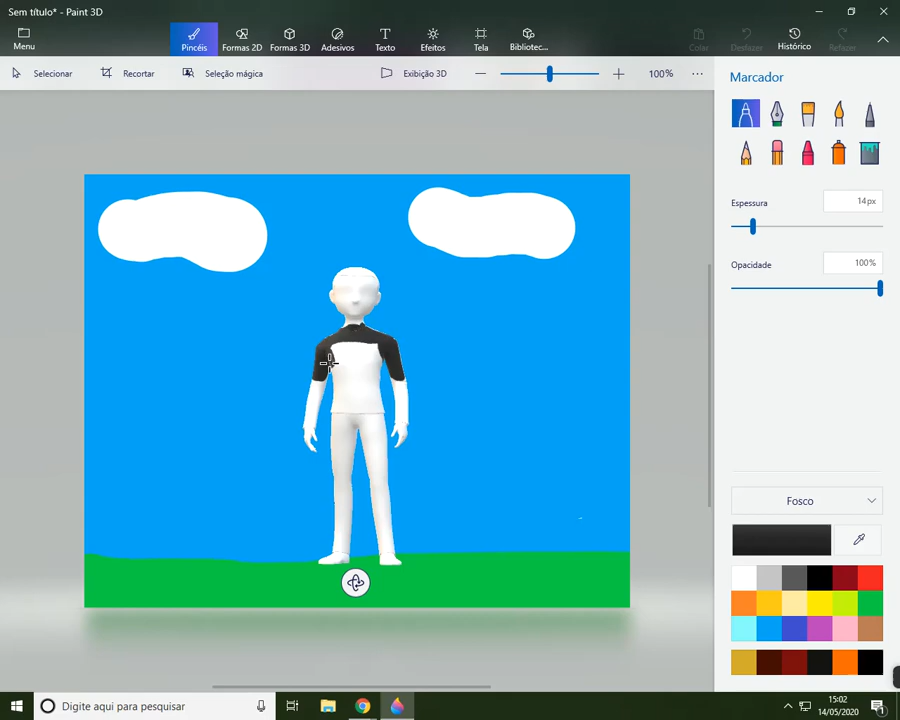 Sem título* - Paint 3D
Menu
Pincéis
Formas 2D
Formas 3D
Adesivos
Texto
Efeitos
Tela
Bibliotec...
Colar
Desfazer
Histórico
Refazer
Selecionar
Recortar
Seleção mágica
Exibição 3D
100%
Marcador
Espessura
14px
Opacidade
100%
Fosco
Digite aqui para pesquisar
15:02
14/05/2020
1